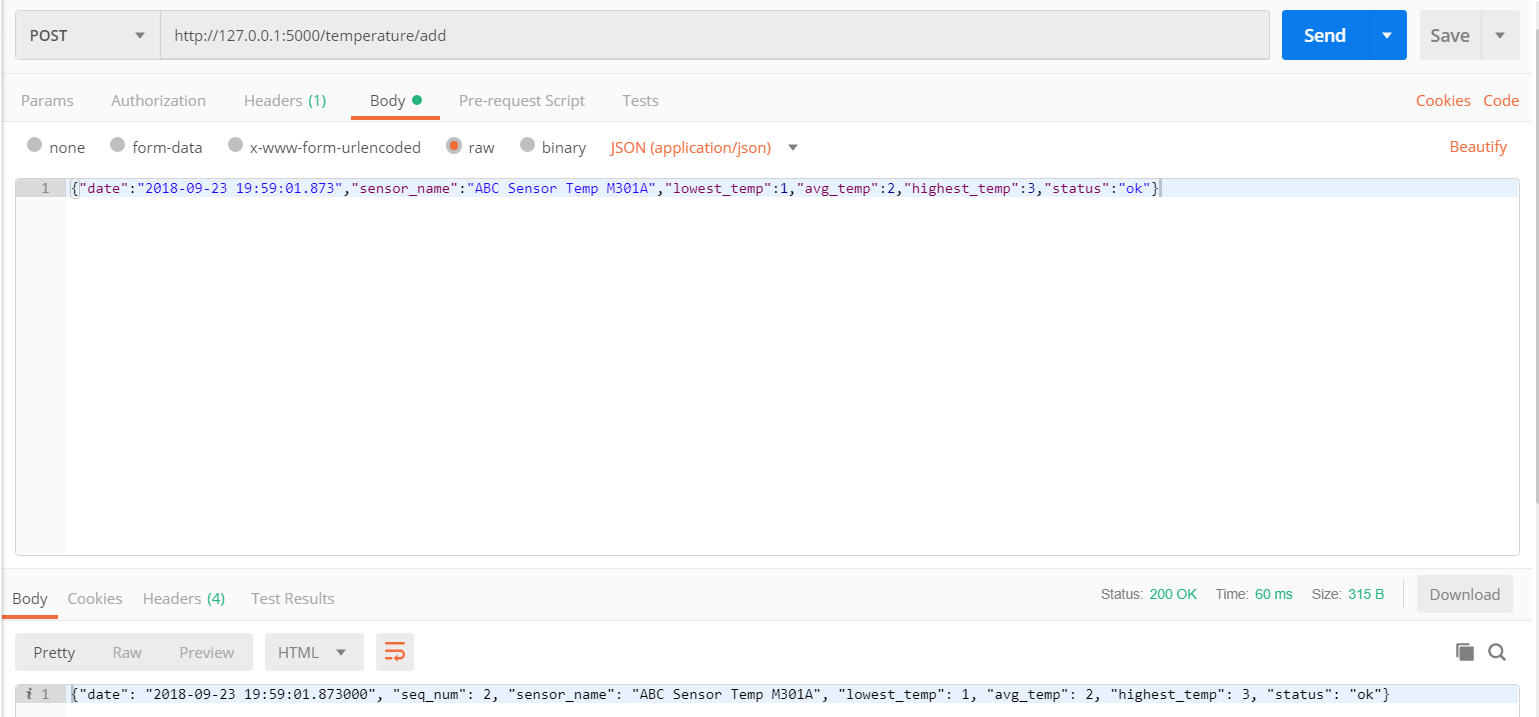 POST http://127.0.0.1:5000/temperature/add Send Save
Params Authorization Headers (1) Body Pre-request Script Tests Cookies Code
none form-data x-www-form-urlencoded raw binary JSON (application/json) Beautify
1 {"date":"2018-09-23 19:59:01.873","sensor_name":"ABC Sensor Temp M301A","lowest_temp":1,"avg_temp":2,"highest_temp":3,"status":"ok"}
Body Cookies Headers (4) Test Results Status: 200 OK Time: 60 ms Size: 315 B Download
Pretty Raw Preview HTML
i 1 {"date": "2018-09-23 19:59:01.873000", "seq_num": 2, "sensor_name": "ABC Sensor Temp M301A", "lowest_temp": 1, "avg_temp": 2, "highest_temp": 3, "status": "ok"}